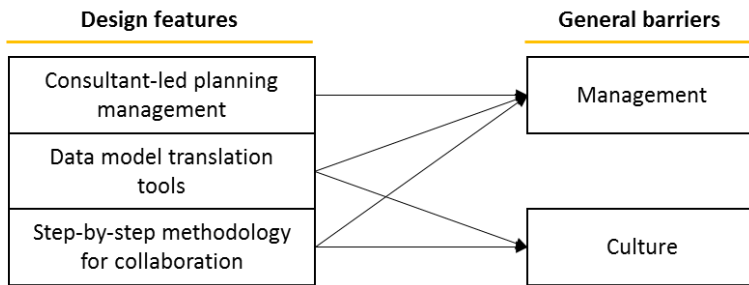 Design features
General barriers
Consultant-led planning
management
Management
Data model translation
tools
Step-by-step methodology
for collaboration
Culture